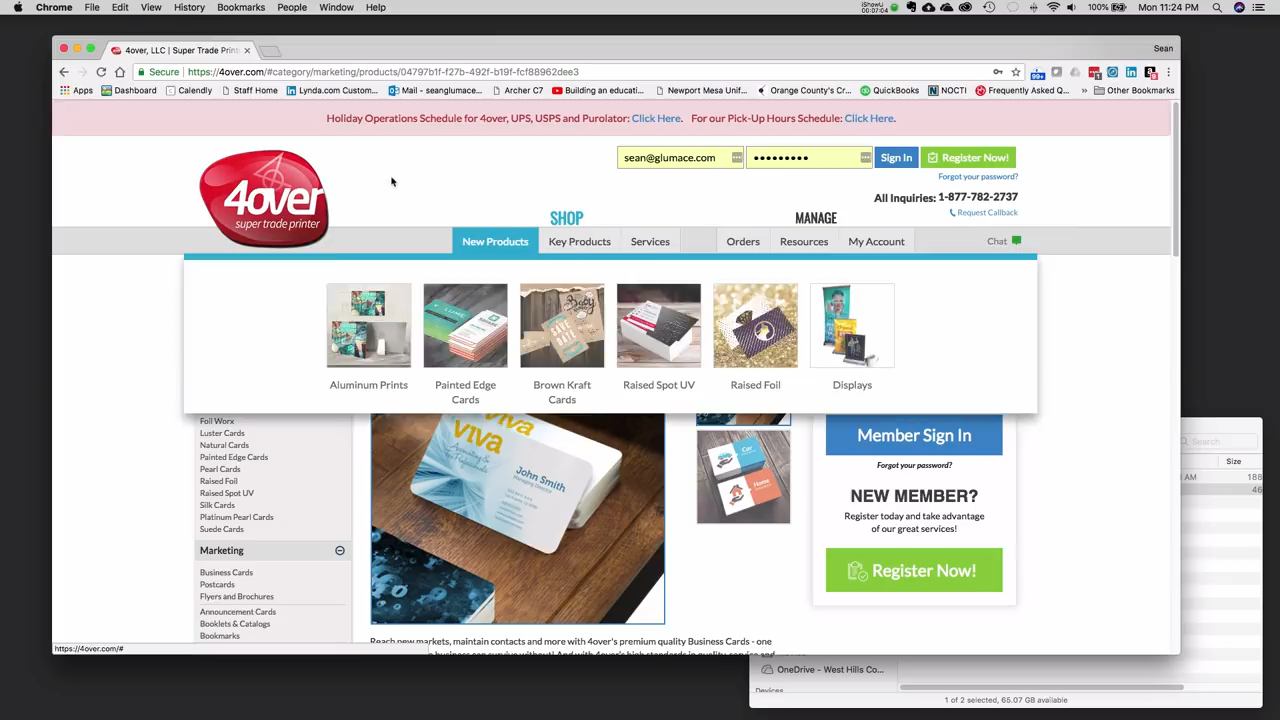 Chrome File Edit View History Bookmarks People Window Help
iShowU 00:07:04 100% Mon 11:24 PM
4over, LLC | Super Trade Print
Sean
Secure https://4over.com/#category/marketing/products/04797b1f-f27b-492f-b19f-fcf88962dee3
Apps Dashboard Calendly Staff Home Lynda.com Custom... Mail - seanglumace... Archer C7 Building an educati... Newport Mesa Unif... Orange County's Cr... QuickBooks NOCTI Frequently Asked Q... » Other Bookmarks
Holiday Operations Schedule for 4over, UPS, USPS and Purolator: Click Here. For our Pick-Up Hours Schedule: Click Here.
sean@glumace.com ••••••••• Sign In Register Now!
Forgot your password?
4over
super trade printer
All Inquiries: 1-877-782-2737
Request Callback
SHOP MANAGE
New Products Key Products Services Orders Resources My Account Chat
Aluminum Prints
Painted Edge Cards
Brown Kraft Cards
Raised Spot UV
Raised Foil
Displays
Foil Worx
Luster Cards
Natural Cards
Painted Edge Cards
Pearl Cards
Raised Foil
Raised Spot UV
Silk Cards
Platinum Pearl Cards
Suede Cards
Marketing
Business Cards
Postcards
Flyers and Brochures
Announcement Cards
Booklets & Catalogs
Bookmarks
viva
viva
John Smith
Member Sign In
Forgot your password?
NEW MEMBER?
Register today and take advantage
of our great services!
Register Now!
Reach new markets, maintain contacts and more with 4over's premium quality Business Cards - one
https://4over.com/#
Search
Size
AM 188
46
OneDrive - West Hills Co...
Devices
1 of 2 selected, 65.07 GB available